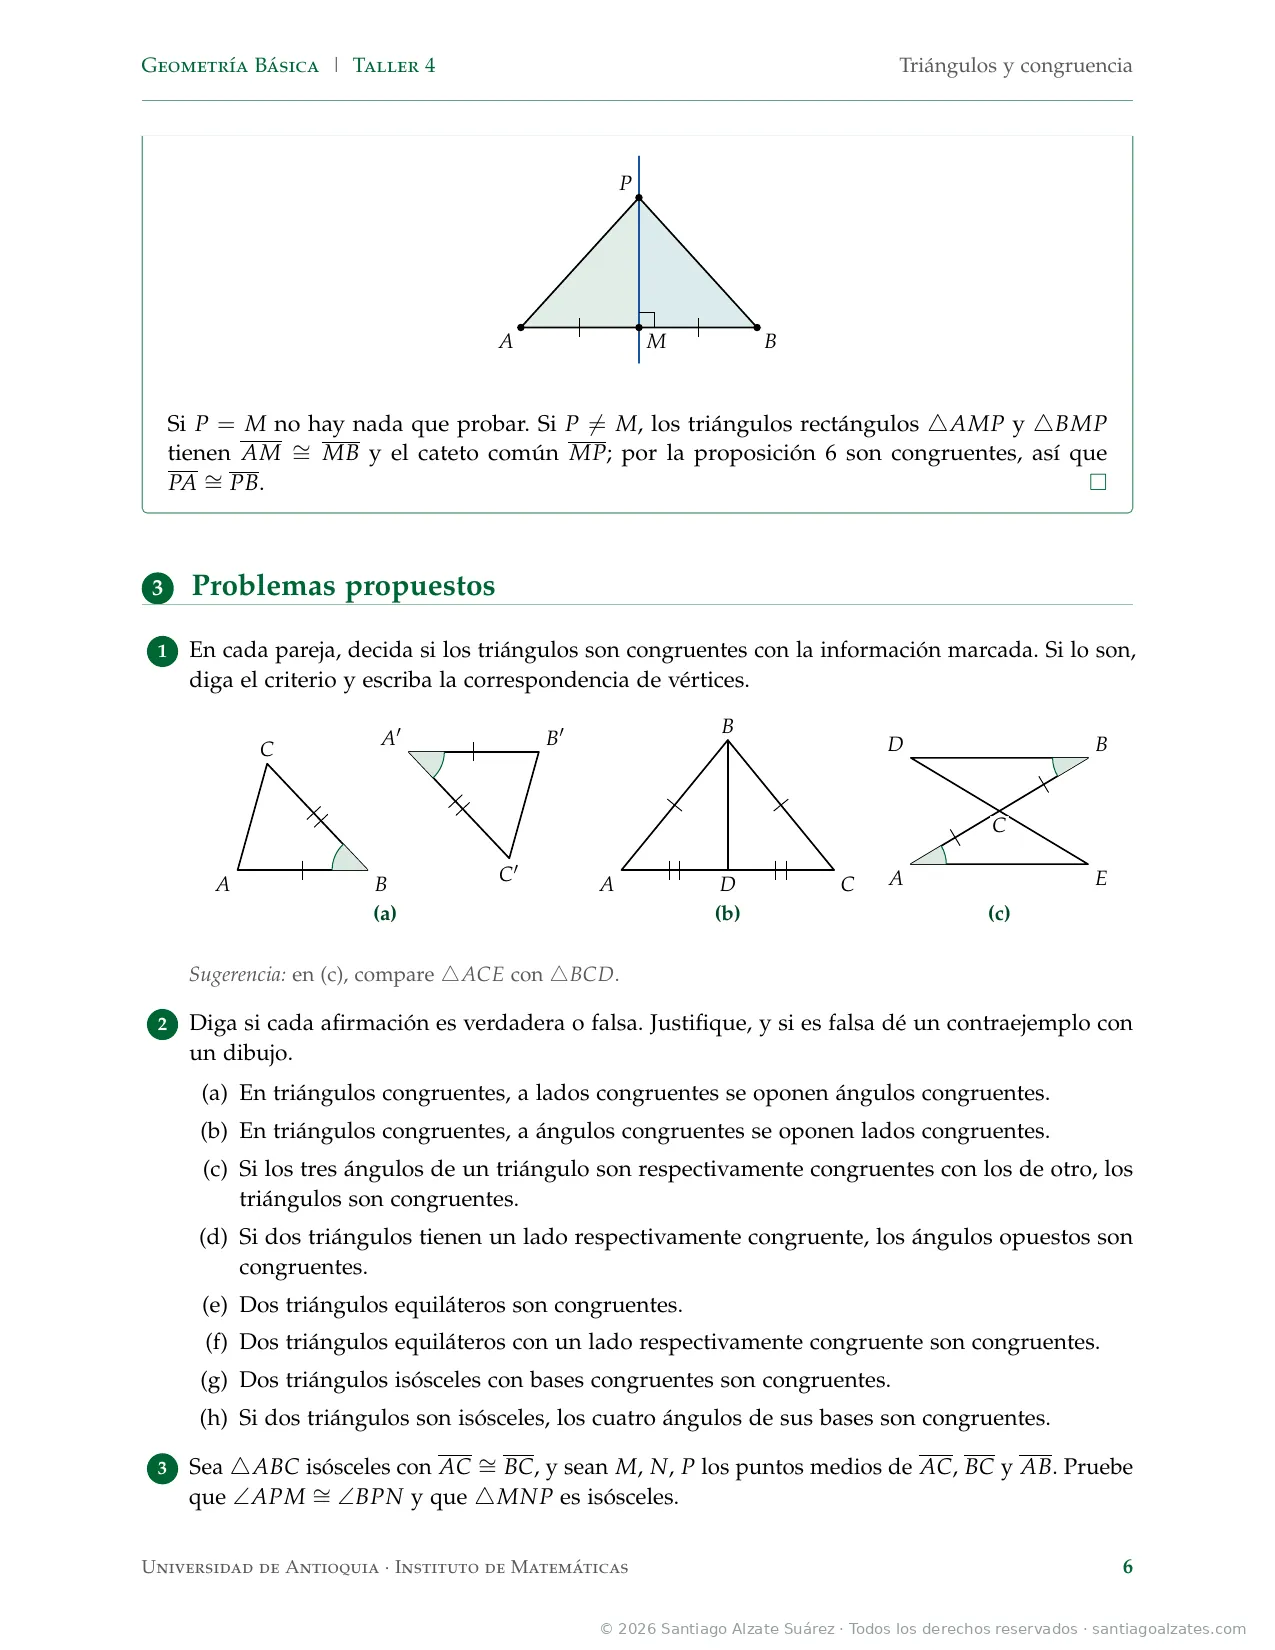 Geometría Básica | Taller 4 Triángulos y congruencia
P
A M B
Si P = M no hay nada que probar. Si P ≠ M, los triángulos rectángulos △AMP y △BMP
tienen A̅M̅ ≅ M̅B̅ y el cateto común M̅P̅; por la proposición 6 son congruentes, así que
P̅A̅ ≅ P̅B̅. □
3 Problemas propuestos
1 En cada pareja, decida si los triángulos son congruentes con la información marcada. Si lo son,
diga el criterio y escriba la correspondencia de vértices.
C A′ B′ B D B
A B C′ A D C A C E
(a) (b) (c)
Sugerencia: en (c), compare △ACE con △BCD.
2 Diga si cada afirmación es verdadera o falsa. Justifique, y si es falsa dé un contraejemplo con
un dibujo.
(a) En triángulos congruentes, a lados congruentes se oponen ángulos congruentes.
(b) En triángulos congruentes, a ángulos congruentes se oponen lados congruentes.
(c) Si los tres ángulos de un triángulo son respectivamente congruentes con los de otro, los
triángulos son congruentes.
(d) Si dos triángulos tienen un lado respectivamente congruente, los ángulos opuestos son
congruentes.
(e) Dos triángulos equiláteros son congruentes.
(f) Dos triángulos equiláteros con un lado respectivamente congruente son congruentes.
(g) Dos triángulos isósceles con bases congruentes son congruentes.
(h) Si dos triángulos son isósceles, los cuatro ángulos de sus bases son congruentes.
3 Sea △ABC isósceles con A̅C̅ ≅ B̅C̅, y sean M, N, P los puntos medios de A̅C̅, B̅C̅ y A̅B̅. Pruebe
que ∠APM ≅ ∠BPN y que △MNP es isósceles.
Universidad de Antioquia · Instituto de Matemáticas 6
© 2026 Santiago Alzate Suárez · Todos los derechos reservados · santiagoalzates.com